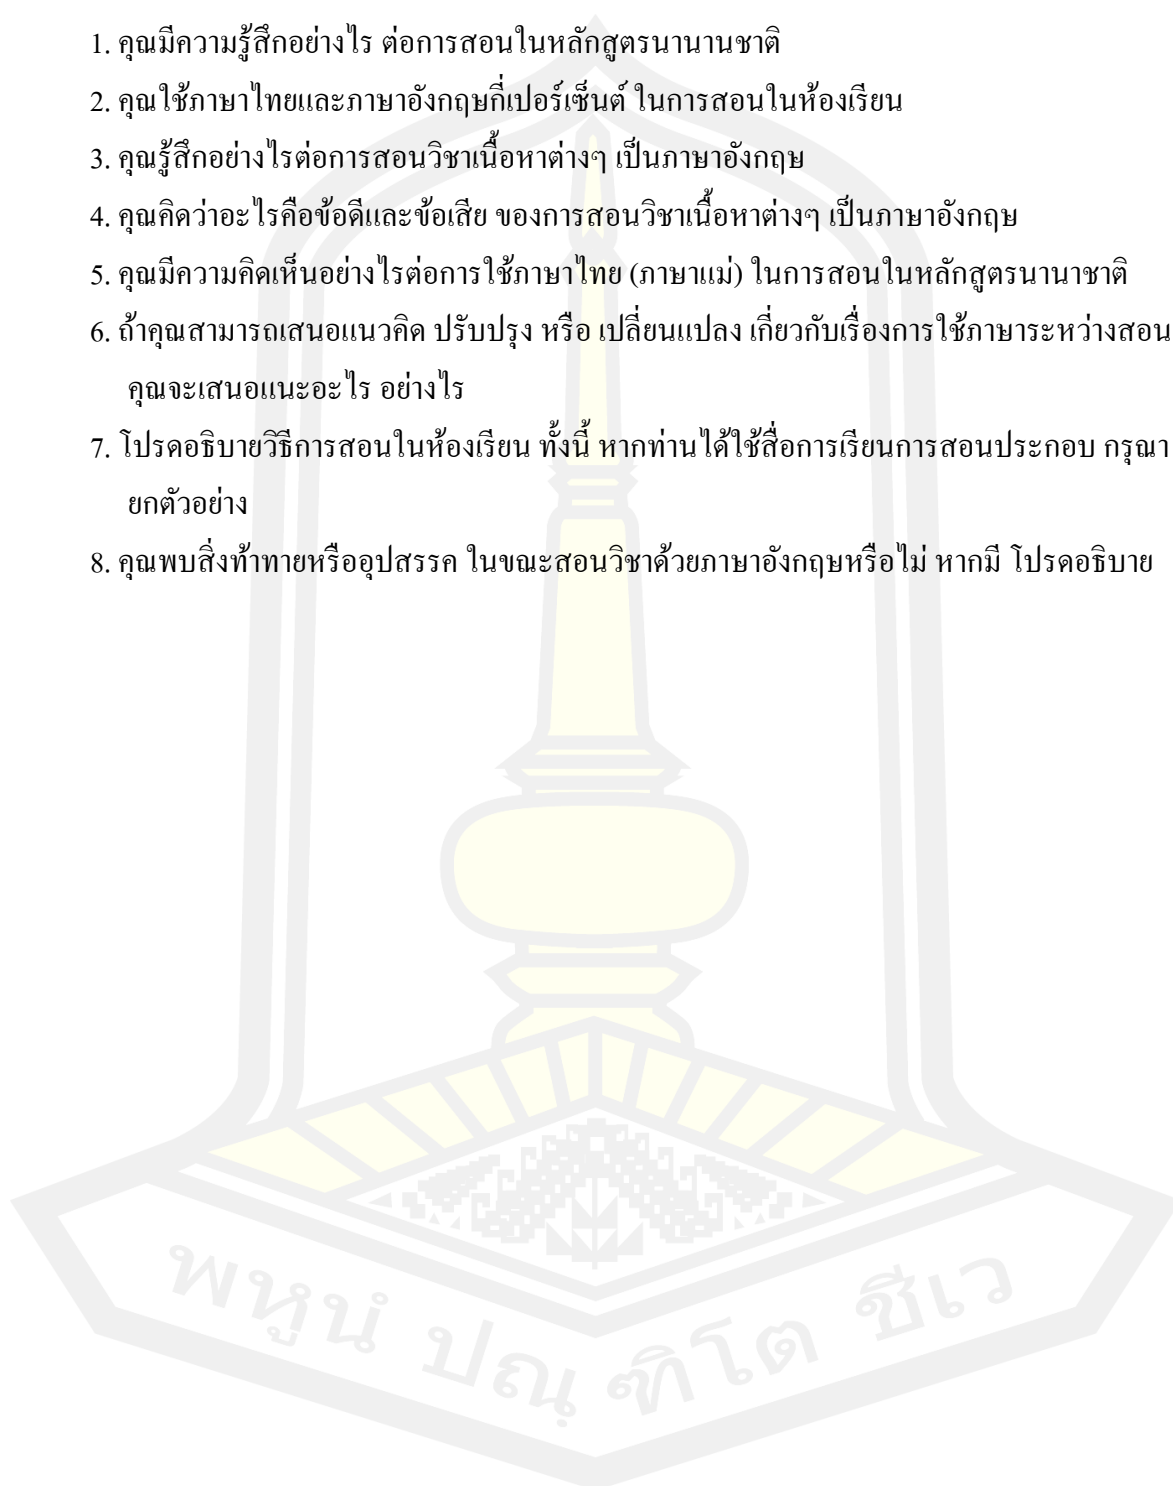 1. คุณมีความรู้สึกอย่างไร ต่อการสอนในหลักสูตรนานานชาติ
2. คุณใช้ภาษาไทยและภาษาอังกฤษกี่เปอร์เซ็นต์ ในการสอนในห้องเรียน
3. คุณรู้สึกอย่างไรต่อการสอนวิชาเนื้อหาต่างๆ เป็นภาษาอังกฤษ
4. คุณคิดว่าอะไรคือข้อดีและข้อเสีย ของการสอนวิชาเนื้อหาต่างๆ เป็นภาษาอังกฤษ
5. คุณมีความคิดเห็นอย่างไรต่อการใช้ภาษาไทย (ภาษาแม่) ในการสอนในหลักสูตรนานาชาติ
6. ถ้าคุณสามารถเสนอแนวคิด ปรับปรุง หรือ เปลี่ยนแปลง เกี่ยวกับเรื่องการใช้ภาษาระหว่างสอน
คุณจะเสนอแนะอะไร อย่างไร
7. โปรดอธิบายวิธีการสอนในห้องเรียน ทั้งนี้ หากท่านได้ใช้สื่อการเรียนการสอนประกอบ กรุณา
ยกตัวอย่าง
8. คุณพบสิ่งท้าทายหรืออุปสรรค ในขณะสอนวิชาด้วยภาษาอังกฤษหรือไม่ หากมี โปรดอธิบาย
พหูนํ ปณฺฑิโต ชีเว